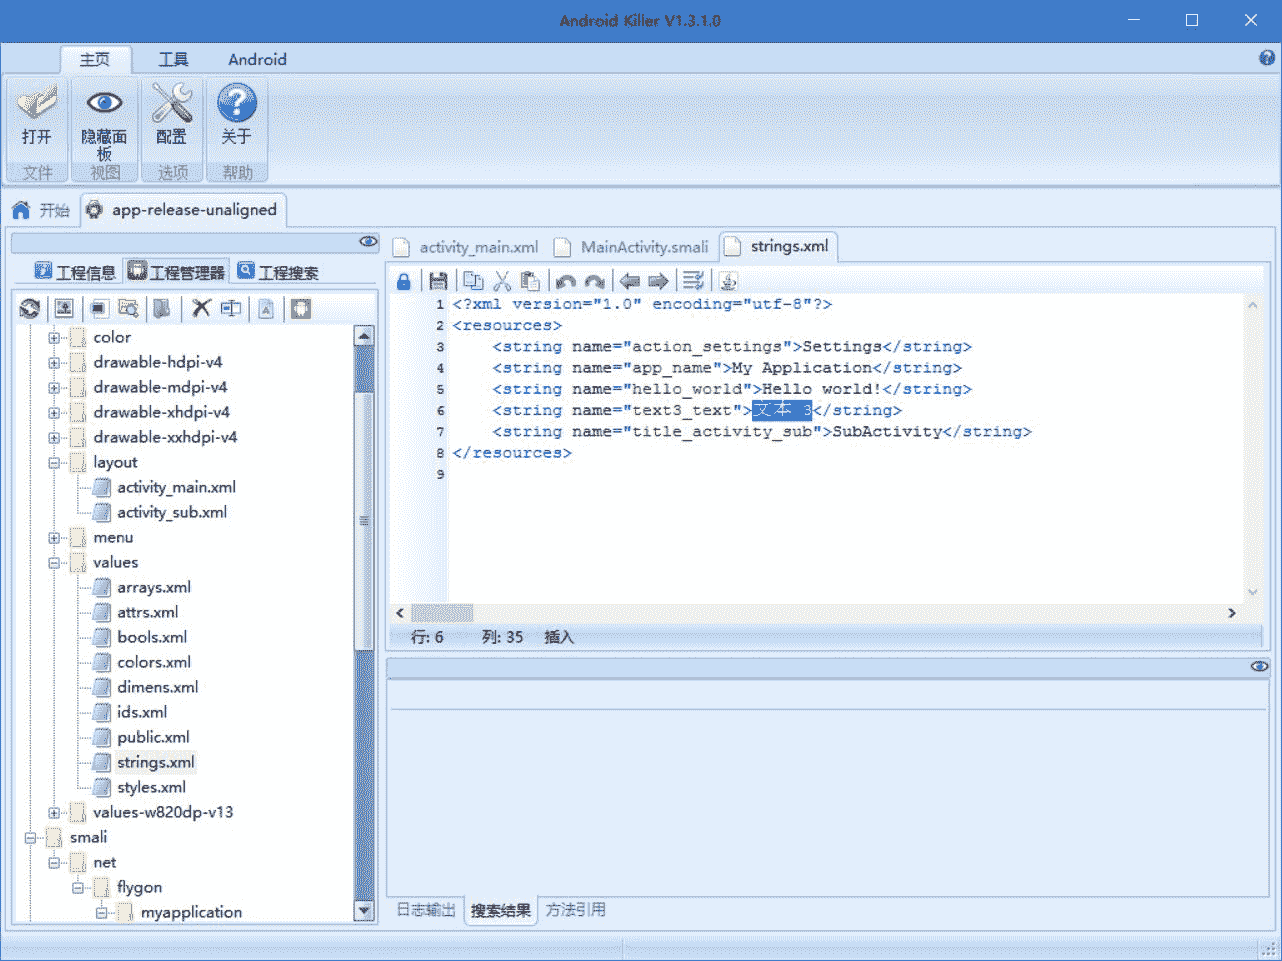 Android Killer V1.3.1.0
主页 工具 Android
打开 隐藏面板 配置 关于
文件 视图 选项 帮助
开始 app-release-unaligned
工程信息 工程管理器 工程搜索
color
drawable-hdpi-v4
drawable-mdpi-v4
drawable-xhdpi-v4
drawable-xxhdpi-v4
layout
activity_main.xml
activity_sub.xml
menu
values
arrays.xml
attrs.xml
bools.xml
colors.xml
dimens.xml
ids.xml
public.xml
strings.xml
styles.xml
values-w820dp-v13
smali
net
flygon
myapplication
activity_main.xml MainActivity.smali strings.xml
1 <?xml version="1.0" encoding="utf-8"?>
2 <resources>
3 <string name="action_settings">Settings</string>
4 <string name="app_name">My Application</string>
5 <string name="hello_world">Hello world!</string>
6 <string name="text3_text">文本 3</string>
7 <string name="title_activity_sub">SubActivity</string>
8 </resources>
9
行: 6 列: 35 插入
日志输出 搜索结果 方法引用